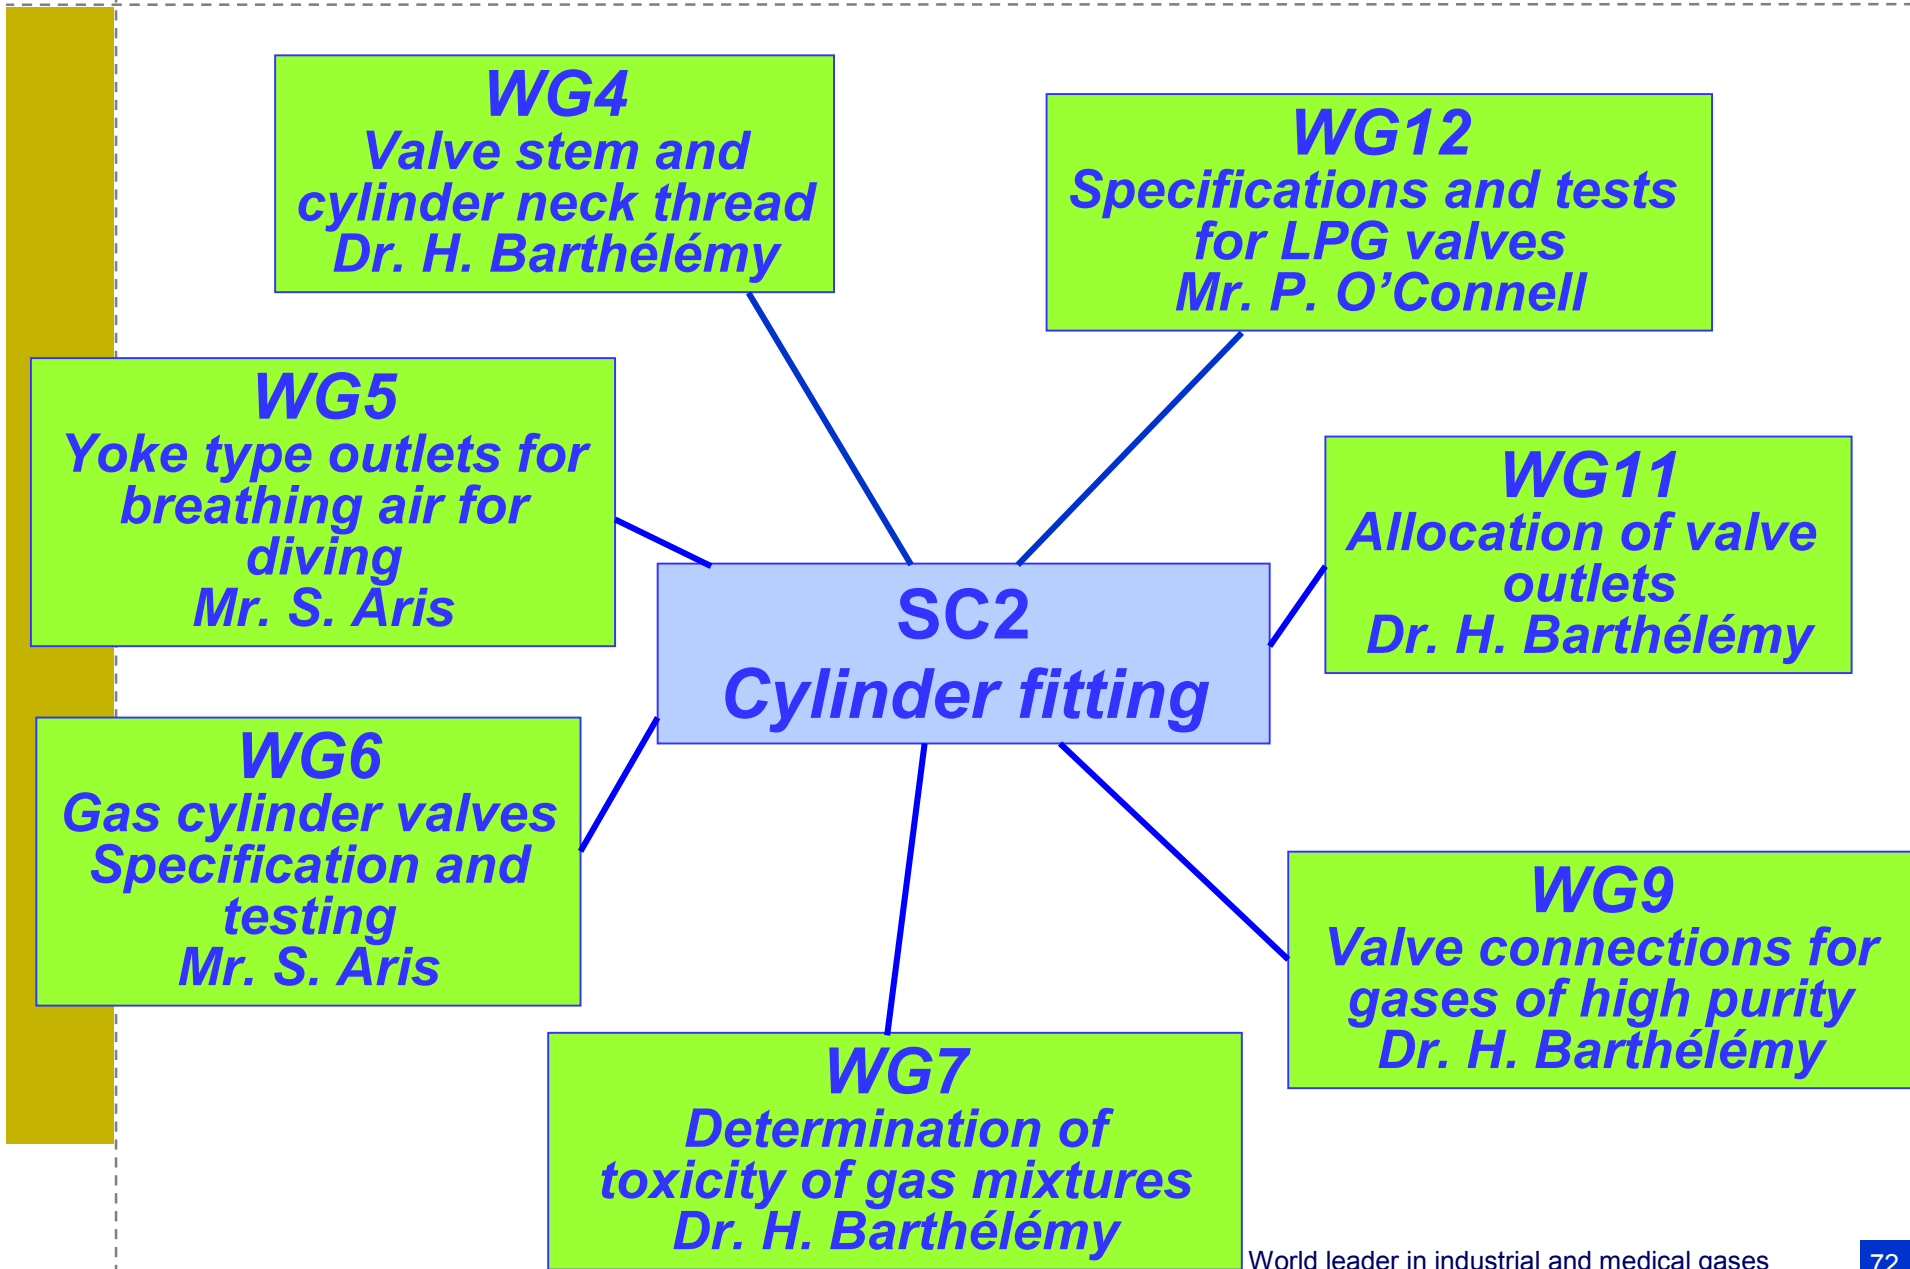 WG4
Valve stem and
cylinder neck thread
Dr. H. Barthélémy
WG12
Specifications and tests
for LPG valves
Mr. P. O’Connell
WG5
Yoke type outlets for
breathing air for
diving
Mr. S. Aris
WG11
Allocation of valve
outlets
Dr. H. Barthélémy
SC2
Cylinder fitting
WG6
Gas cylinder valves
Specification and
testing
Mr. S. Aris
WG9
Valve connections for
gases of high purity
Dr. H. Barthélémy
WG7
Determination of
toxicity of gas mixtures
Dr. H. Barthélémy
World leader in industrial and medical gases
72